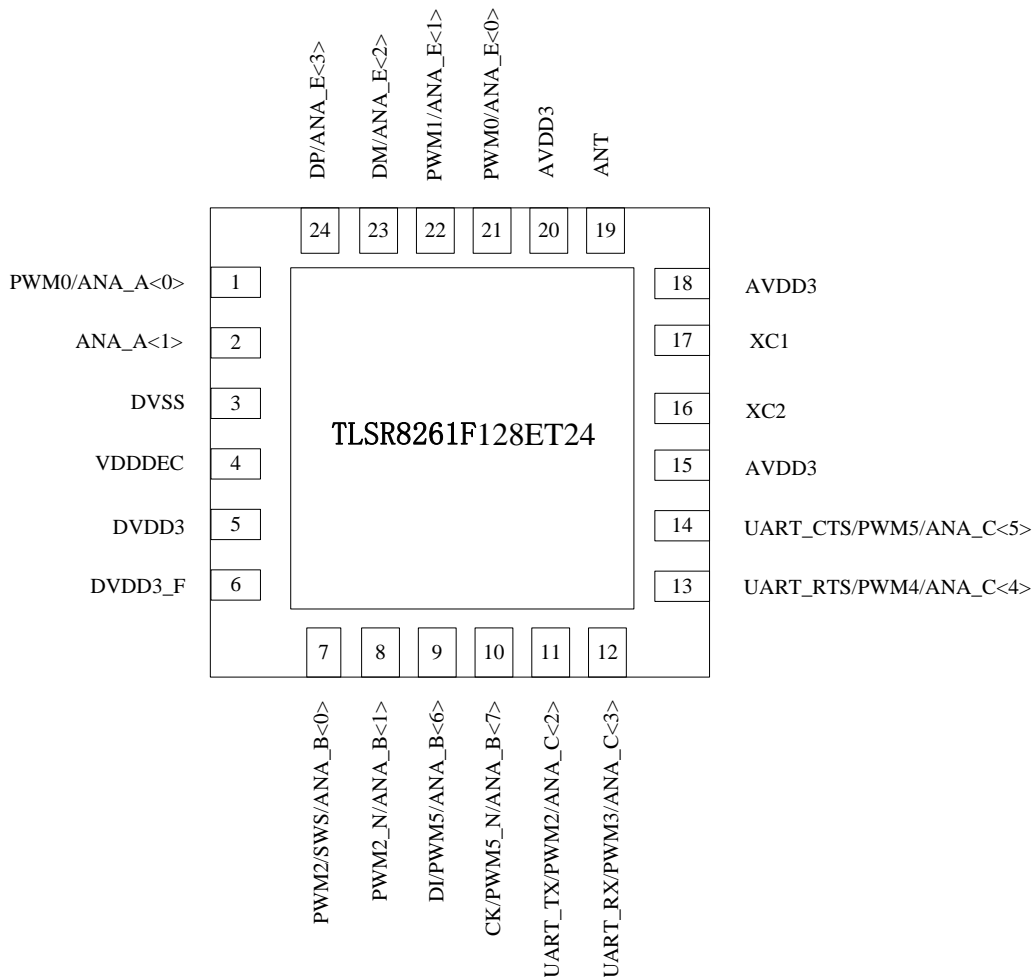 DP/ANA_E<3>
DM/ANA_E<2>
PWM1/ANA_E<1>
PWM0/ANA_E<0>
AVDD3
ANT
24
23
22
21
20
19
PWM0/ANA_A<0>
1
ANA_A<1>
2
DVSS
3
VDDDEC
4
DVDD3
5
DVDD3_F
6
TLSR8261F128ET24
18
AVDD3
17
XC1
16
XC2
15
AVDD3
14
UART_CTS/PWM5/ANA_C<5>
13
UART_RTS/PWM4/ANA_C<4>
7
8
9
10
11
12
PWM2/SWS/ANA_B<0>
PWM2_N/ANA_B<1>
DI/PWM5/ANA_B<6>
CK/PWM5_N/ANA_B<7>
UART_TX/PWM2/ANA_C<2>
UART_RX/PWM3/ANA_C<3>